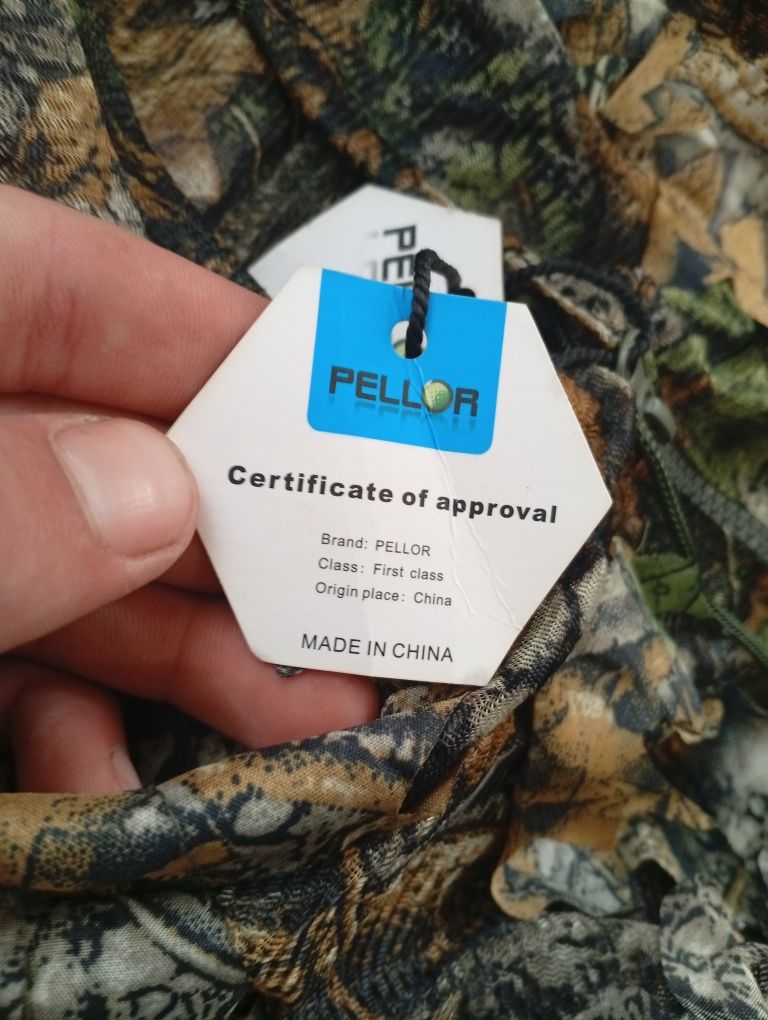 PELLOR
Certificate of approval
Brand: PELLOR
Class: First class
Origin place: China
MADE IN CHINA